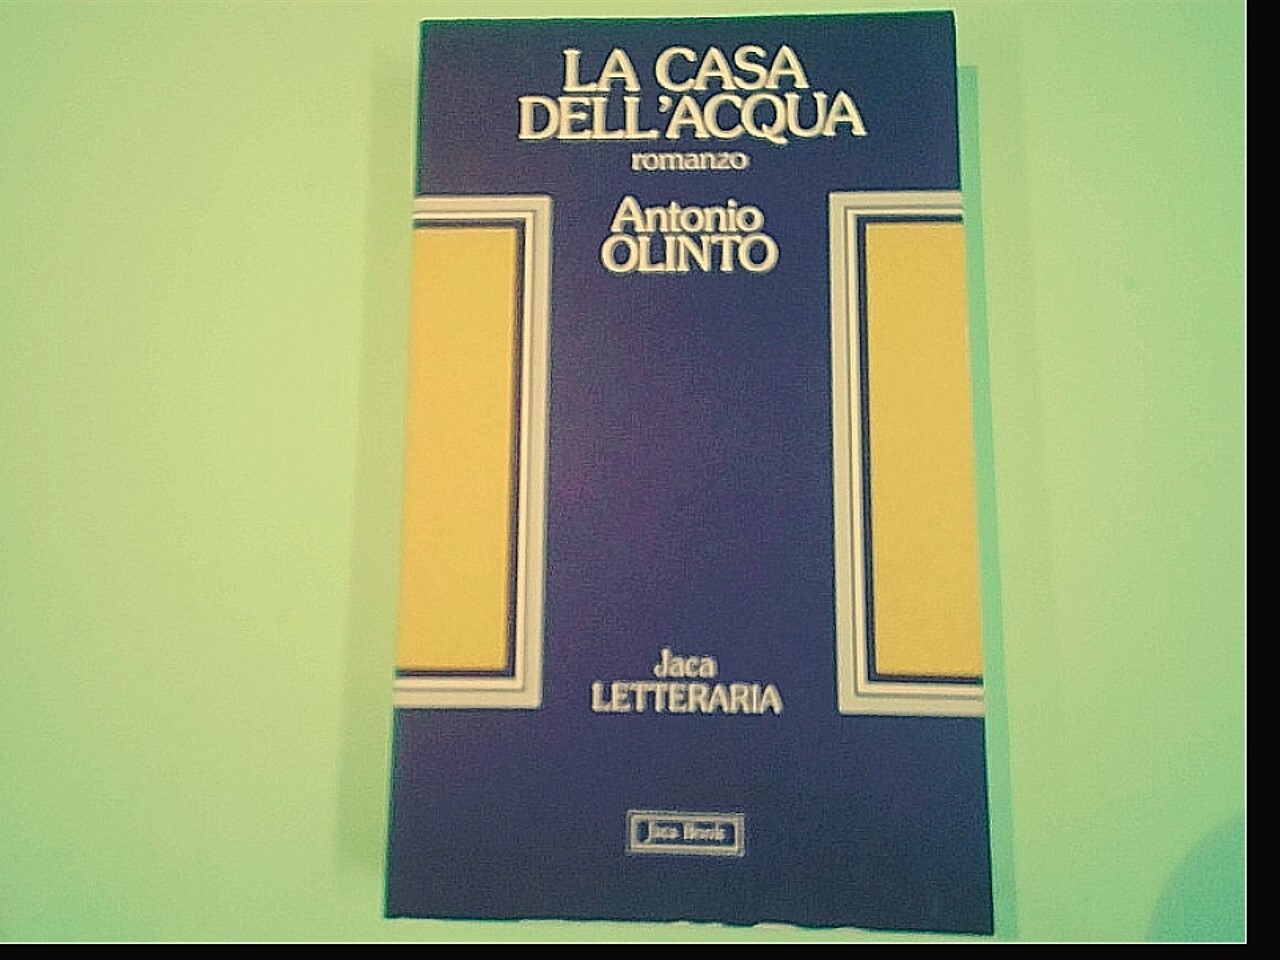 LA CASA
DELL'ACQUA
romanzo
Antonio
OLINTO
Jaca
LETTERARIA
Jaca Book